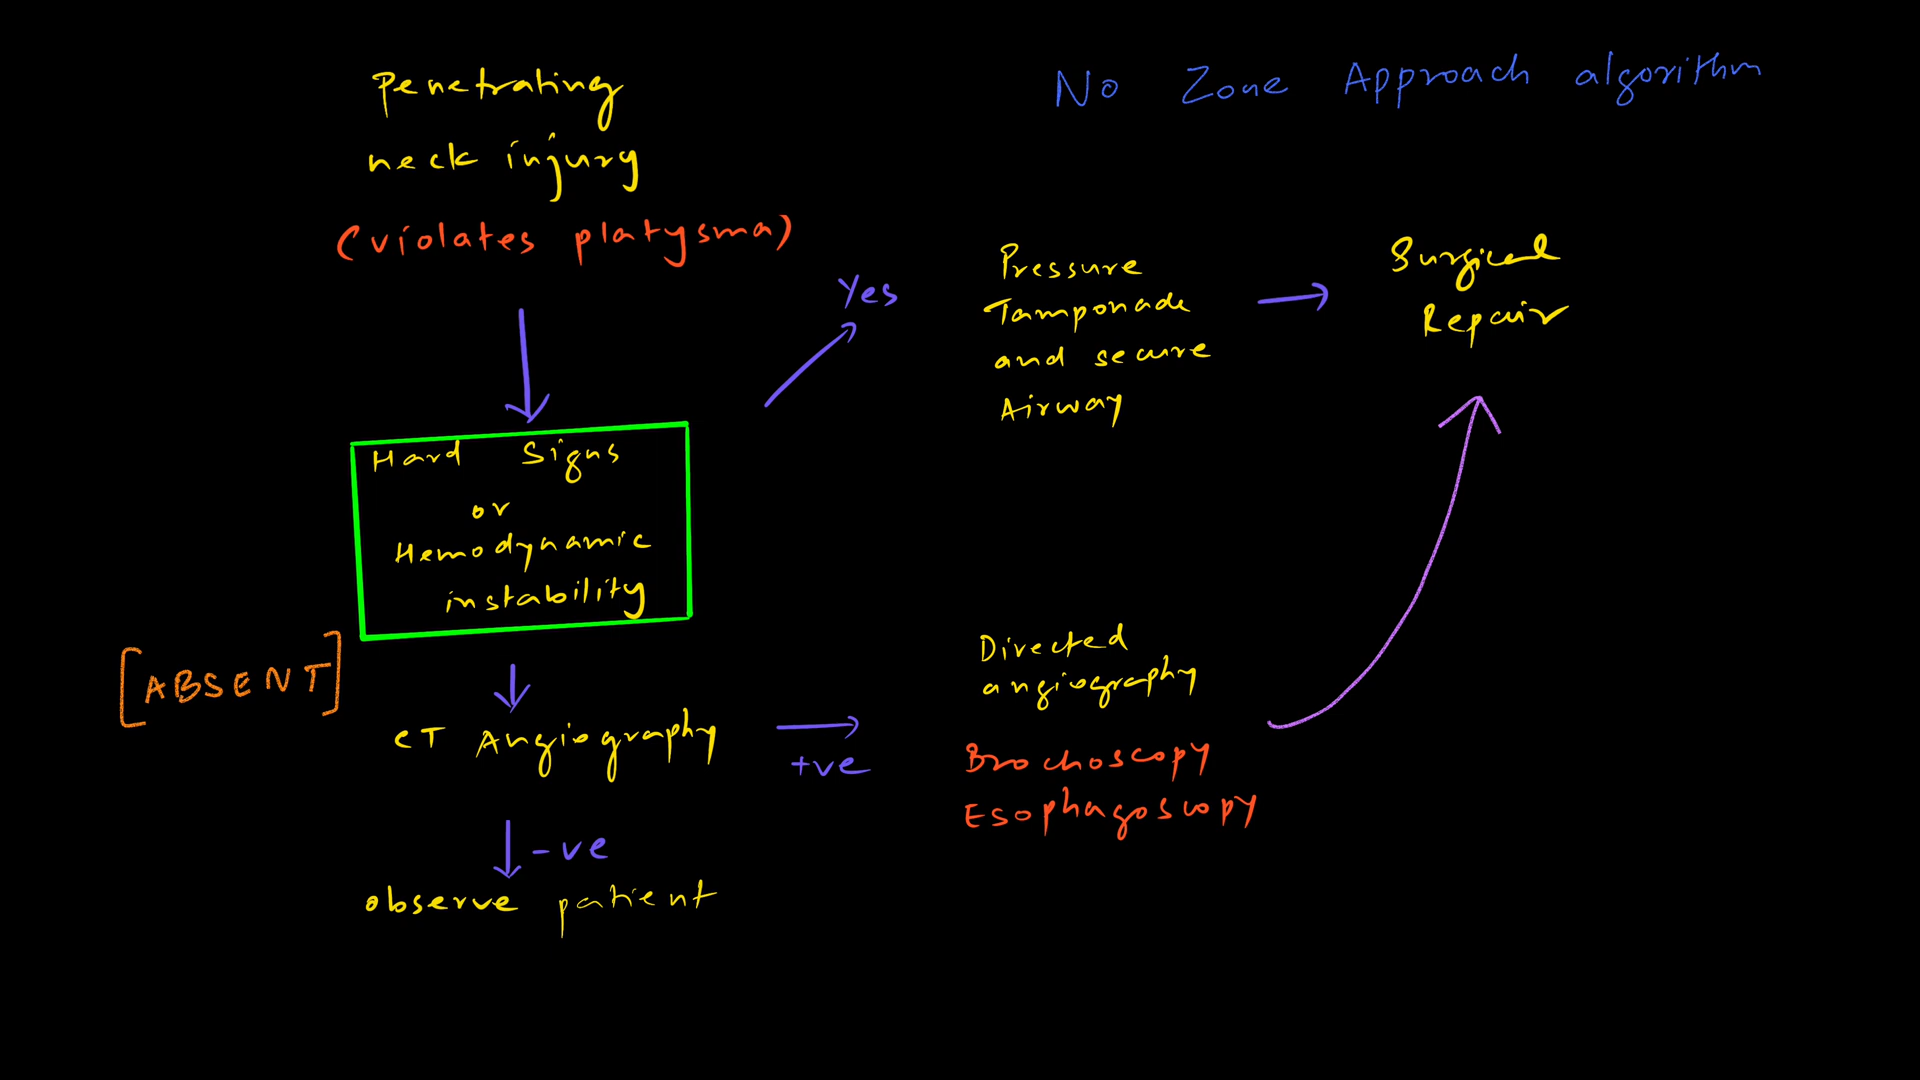 No Zone Approach algorithm
Penetrating
neck injury
(violates platysma)
Yes
Pressure
Tamponade
and secure
Airway
Surgical
Repair
Hard Signs
or
Hemodynamic
instability
[ABSENT]
CT Angiography
+ve
Directed
angiography
Brochoscopy
Esophagoscopy
-ve
observe patient